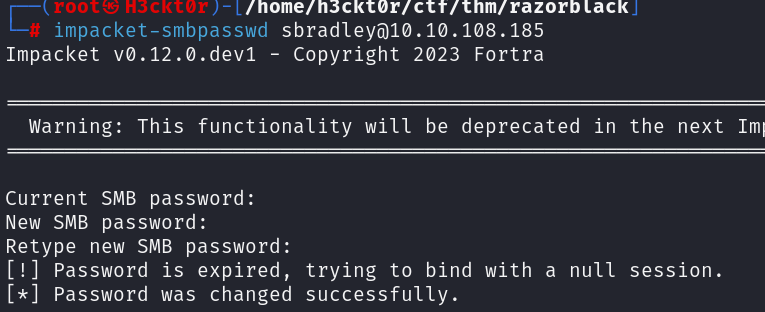 ┌──(root㉿H3ckt0r)-[/home/h3ckt0r/ctf/thm/razorblack]
└─# impacket-smbpasswd sbradley@10.10.108.185
Impacket v0.12.0.dev1 - Copyright 2023 Fortra
Warning: This functionality will be deprecated in the next
Current SMB password:
New SMB password:
Retype new SMB password:
[!] Password is expired, trying to bind with a null session.
[*] Password was changed successfully.